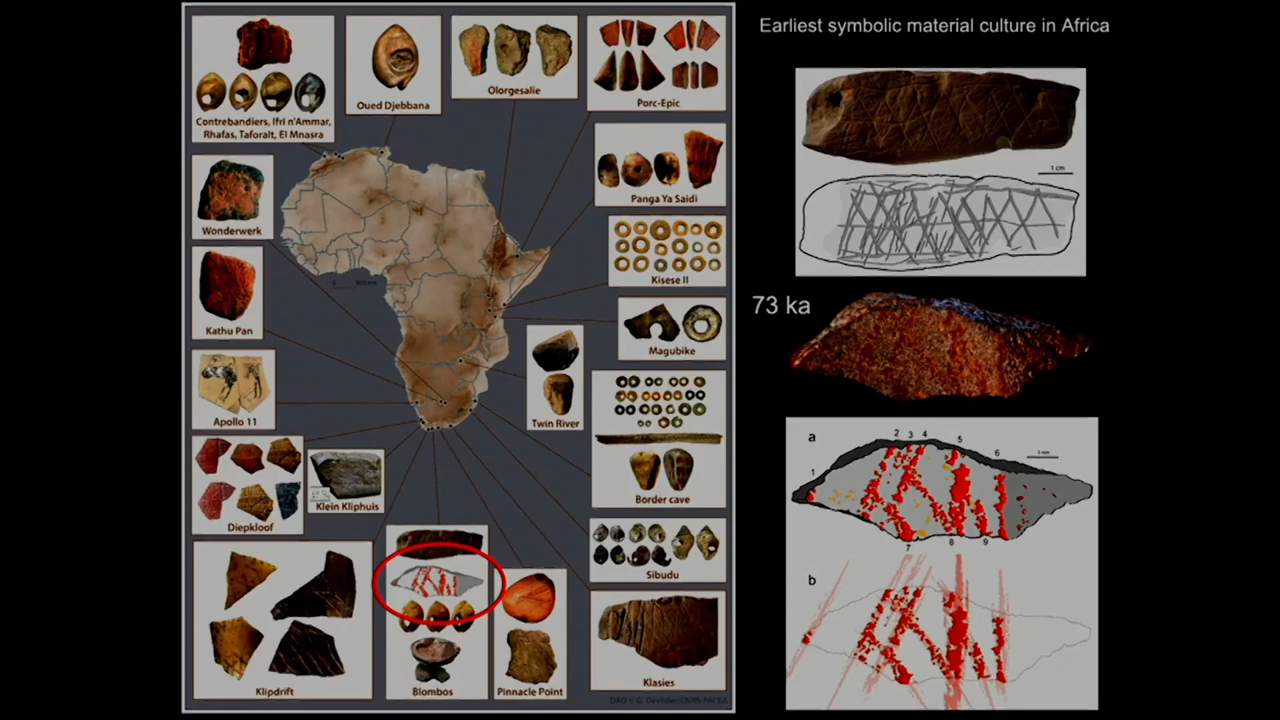 Earliest symbolic material culture in Africa
Contrebandiers, Ifri n'Ammar,
Rhafas, Taforalt, El Mnasra
Oued Djebbana
Olorgesalie
Porc-Epic
Wonderwerk
Panga Ya Saidi
Kisese II
Kathu Pan
Magubike
Apollo 11
Twin River
Border cave
Diepkloof
Klein Kliphuis
Sibudu
Klipdrift
Blombos
Pinnacle Point
Klasies
1 cm
73 ka
a
1
2 3 4
5
6
7
8
9
b